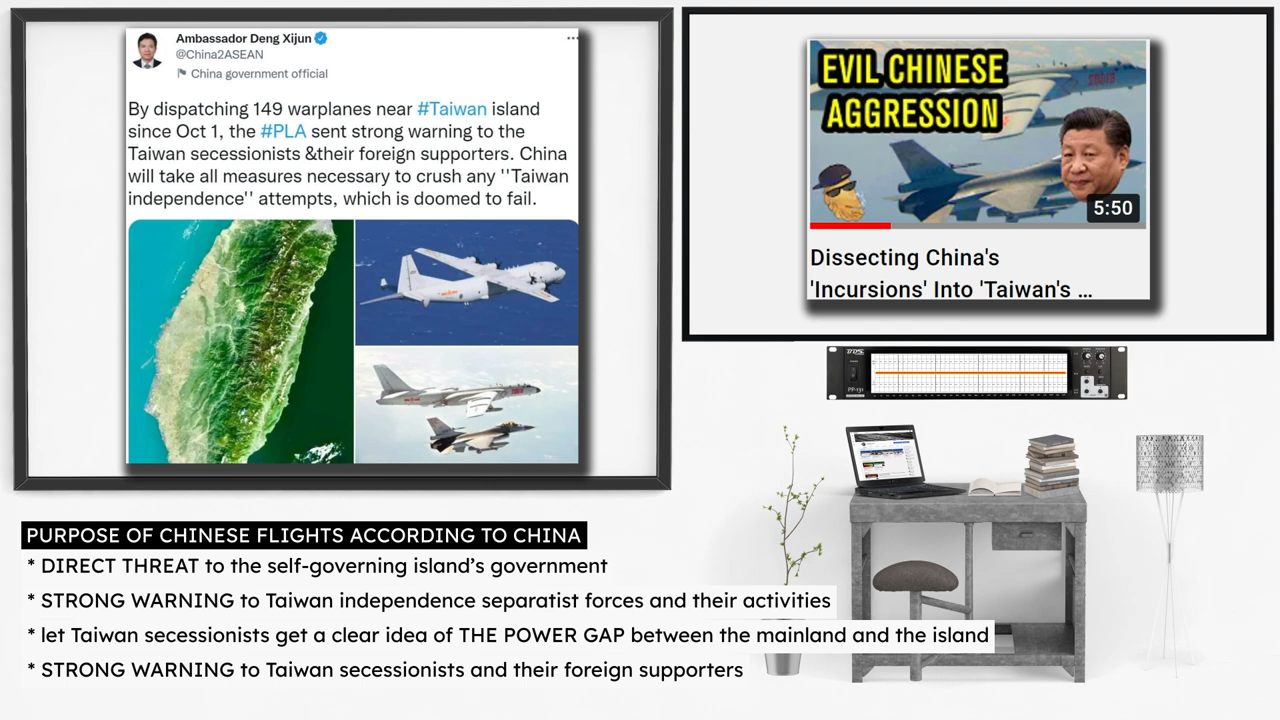 Ambassador Deng Xijun
@China2ASEAN
China government official
By dispatching 149 warplanes near #Taiwan island
since Oct 1, the #PLA sent strong warning to the
Taiwan secessionists &their foreign supporters. China
will take all measures necessary to crush any ''Taiwan
independence'' attempts, which is doomed to fail.
EVIL CHINESE
AGGRESSION
5:50
Dissecting China's
'Incursions' Into 'Taiwan's ...
PP-131
PURPOSE OF CHINESE FLIGHTS ACCORDING TO CHINA
* DIRECT THREAT to the self-governing island's government
* STRONG WARNING to Taiwan independence separatist forces and their activities
* let Taiwan secessionists get a clear idea of THE POWER GAP between the mainland and the island
* STRONG WARNING to Taiwan secessionists and their foreign supporters